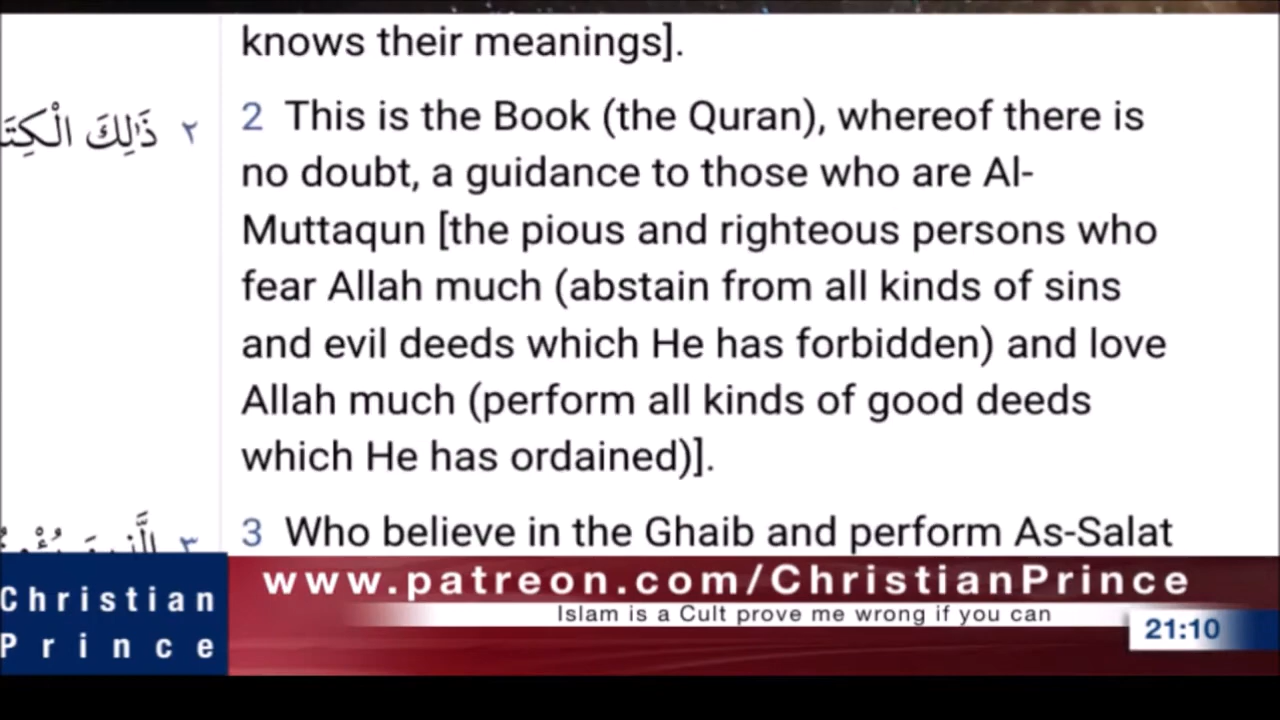 knows their meanings].
2 This is the Book (the Quran), whereof there is
no doubt, a guidance to those who are Al-
Muttaqun [the pious and righteous persons who
fear Allah much (abstain from all kinds of sins
and evil deeds which He has forbidden) and love
Allah much (perform all kinds of good deeds
which He has ordained)].
٢ ذَٰلِكَ
3 Who believe in the Ghaib and perform As-Salat
٣
Christian
Prince
www.patreon.com/ChristianPrince
Islam is a Cult prove me wrong if you can
21:10